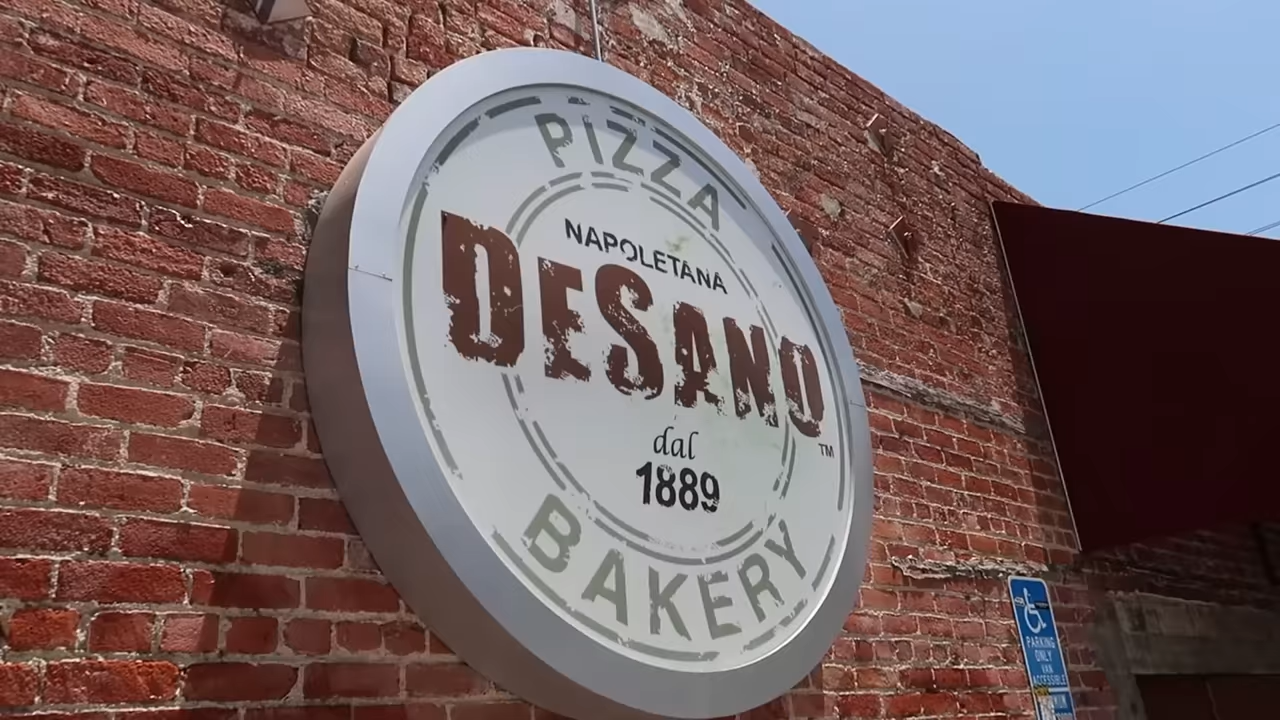 PIZZA
NAPOLETANA
DESANO
TM
dal
1889
BAKERY
PARKING
ONLY
VAN
ACCESSIBLE